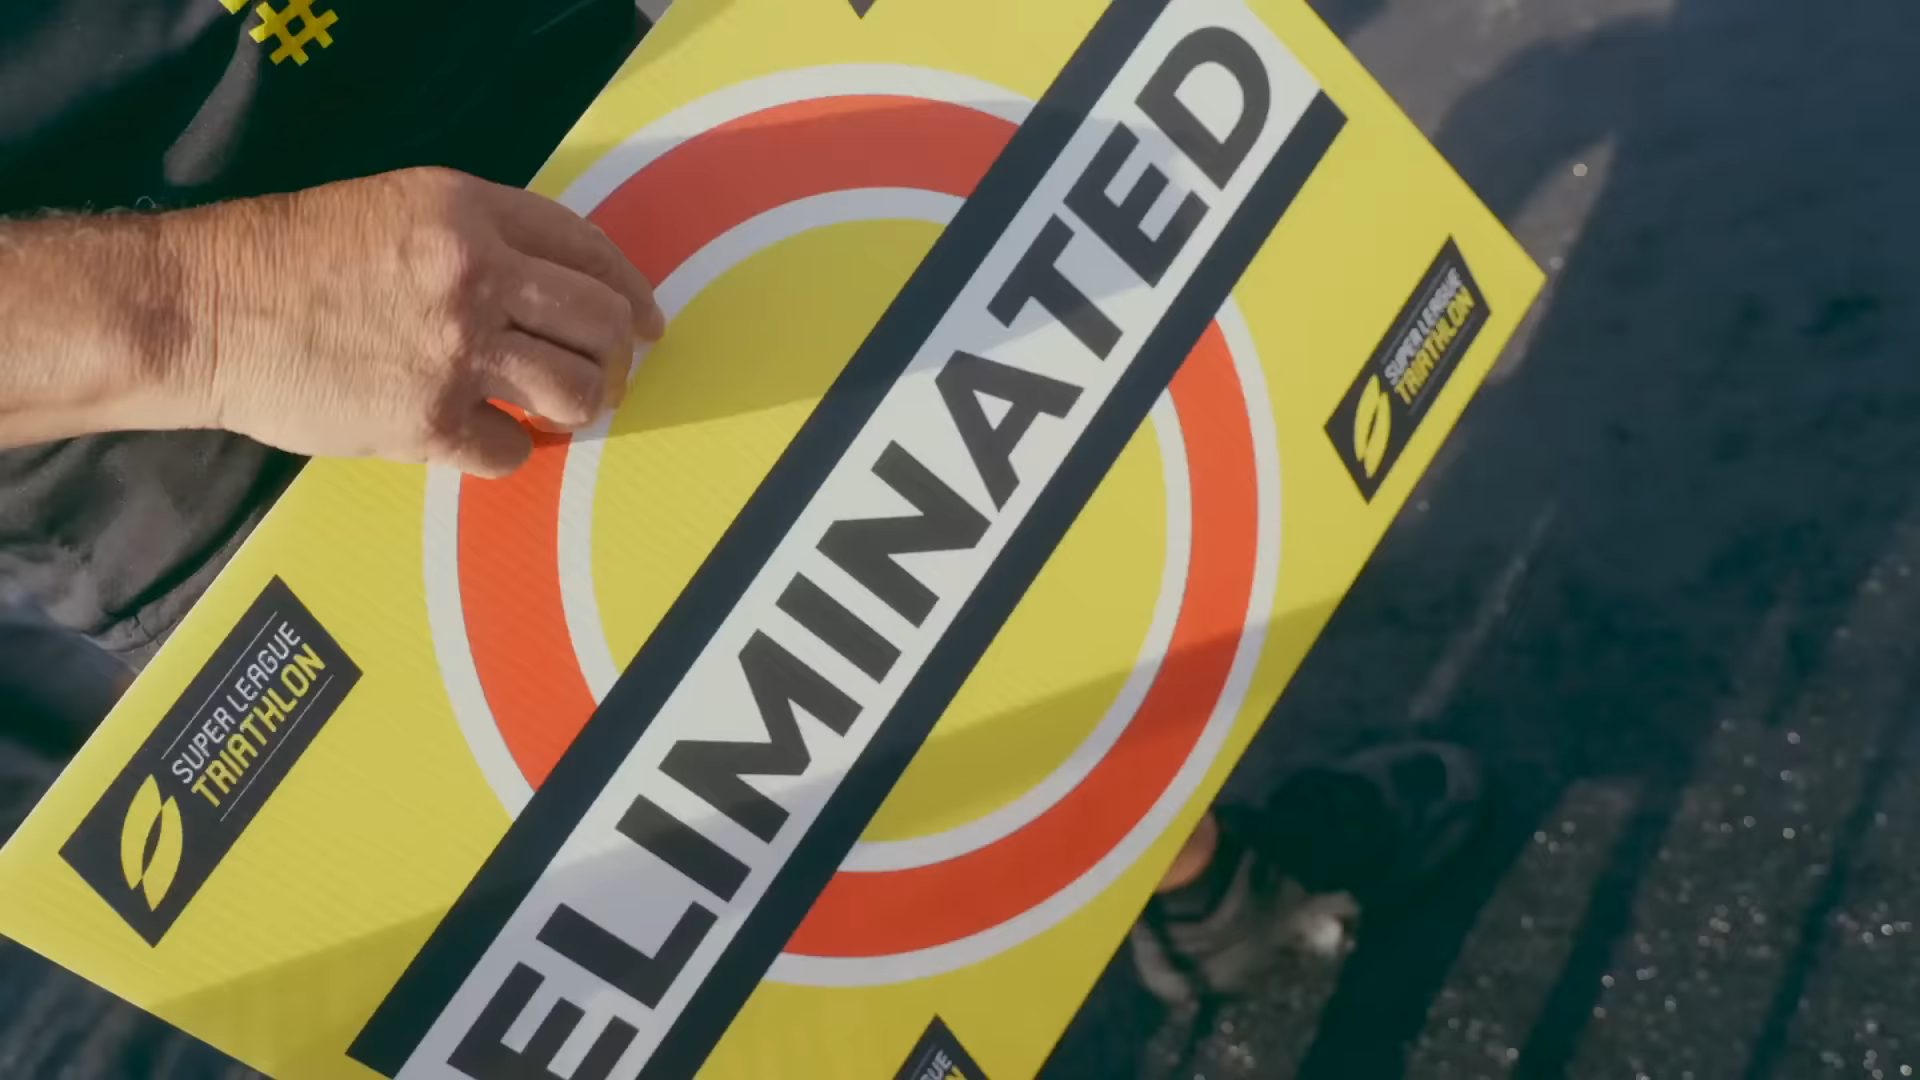 #
ELIMINATED
SUPER LEAGUE
TRIATHLON
SUPER LEAGUE
TRIATHLON